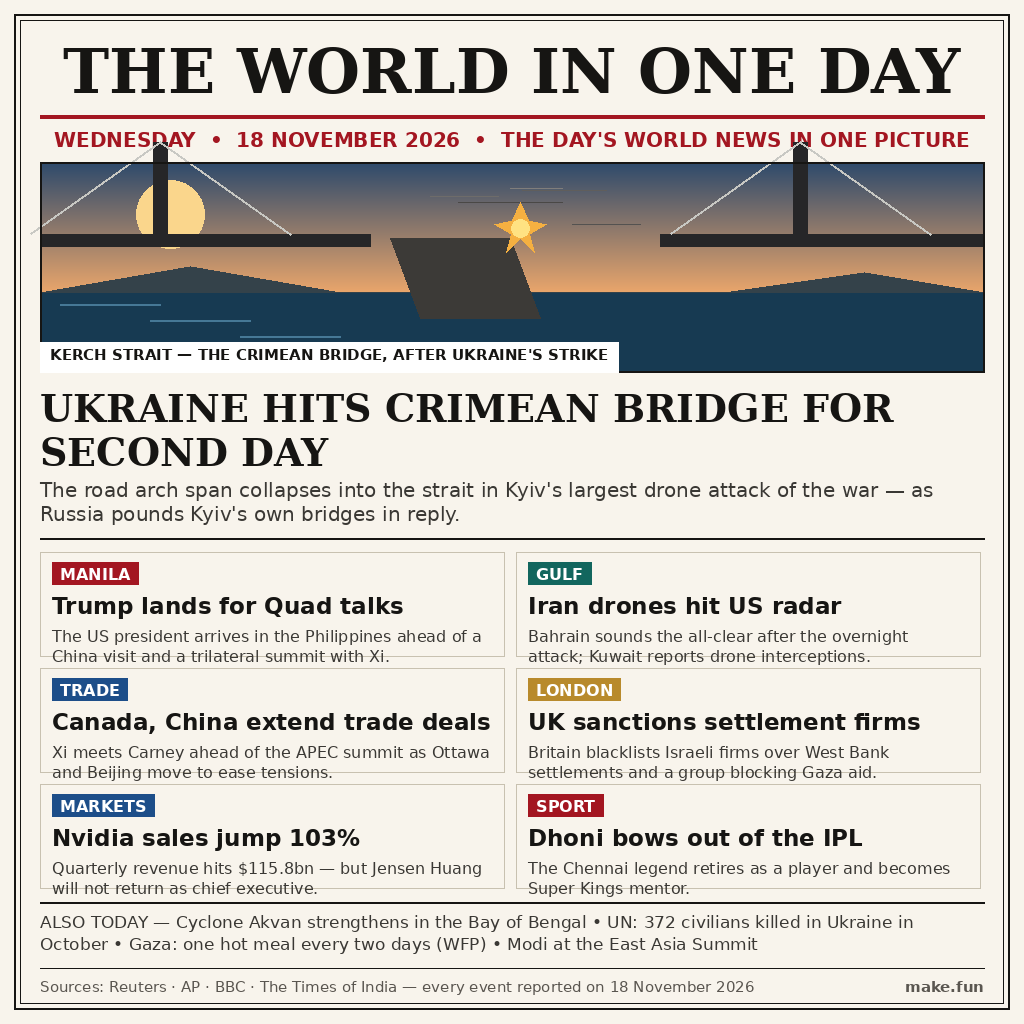 THE WORLD IN ONE DAY
WEDNESDAY • 18 NOVEMBER 2026 • THE DAY'S WORLD NEWS IN ONE PICTURE
KERCH STRAIT — THE CRIMEAN BRIDGE, AFTER UKRAINE'S STRIKE
UKRAINE HITS CRIMEAN BRIDGE FOR
SECOND DAY
The road arch span collapses into the strait in Kyiv's largest drone attack of the war — as
Russia pounds Kyiv's own bridges in reply.
MANILA
Trump lands for Quad talks
The US president arrives in the Philippines ahead of a
China visit and a trilateral summit with Xi.
GULF
Iran drones hit US radar
Bahrain sounds the all-clear after the overnight
attack; Kuwait reports drone interceptions.
TRADE
Canada, China extend trade deals
Xi meets Carney ahead of the APEC summit as Ottawa
and Beijing move to ease tensions.
LONDON
UK sanctions settlement firms
Britain blacklists Israeli firms over West Bank
settlements and a group blocking Gaza aid.
MARKETS
Nvidia sales jump 103%
Quarterly revenue hits $115.8bn — but Jensen Huang
will not return as chief executive.
SPORT
Dhoni bows out of the IPL
The Chennai legend retires as a player and becomes
Super Kings mentor.
ALSO TODAY — Cyclone Akvan strengthens in the Bay of Bengal • UN: 372 civilians killed in Ukraine in
October • Gaza: one hot meal every two days (WFP) • Modi at the East Asia Summit
Sources: Reuters · AP · BBC · The Times of India — every event reported on 18 November 2026
make.fun